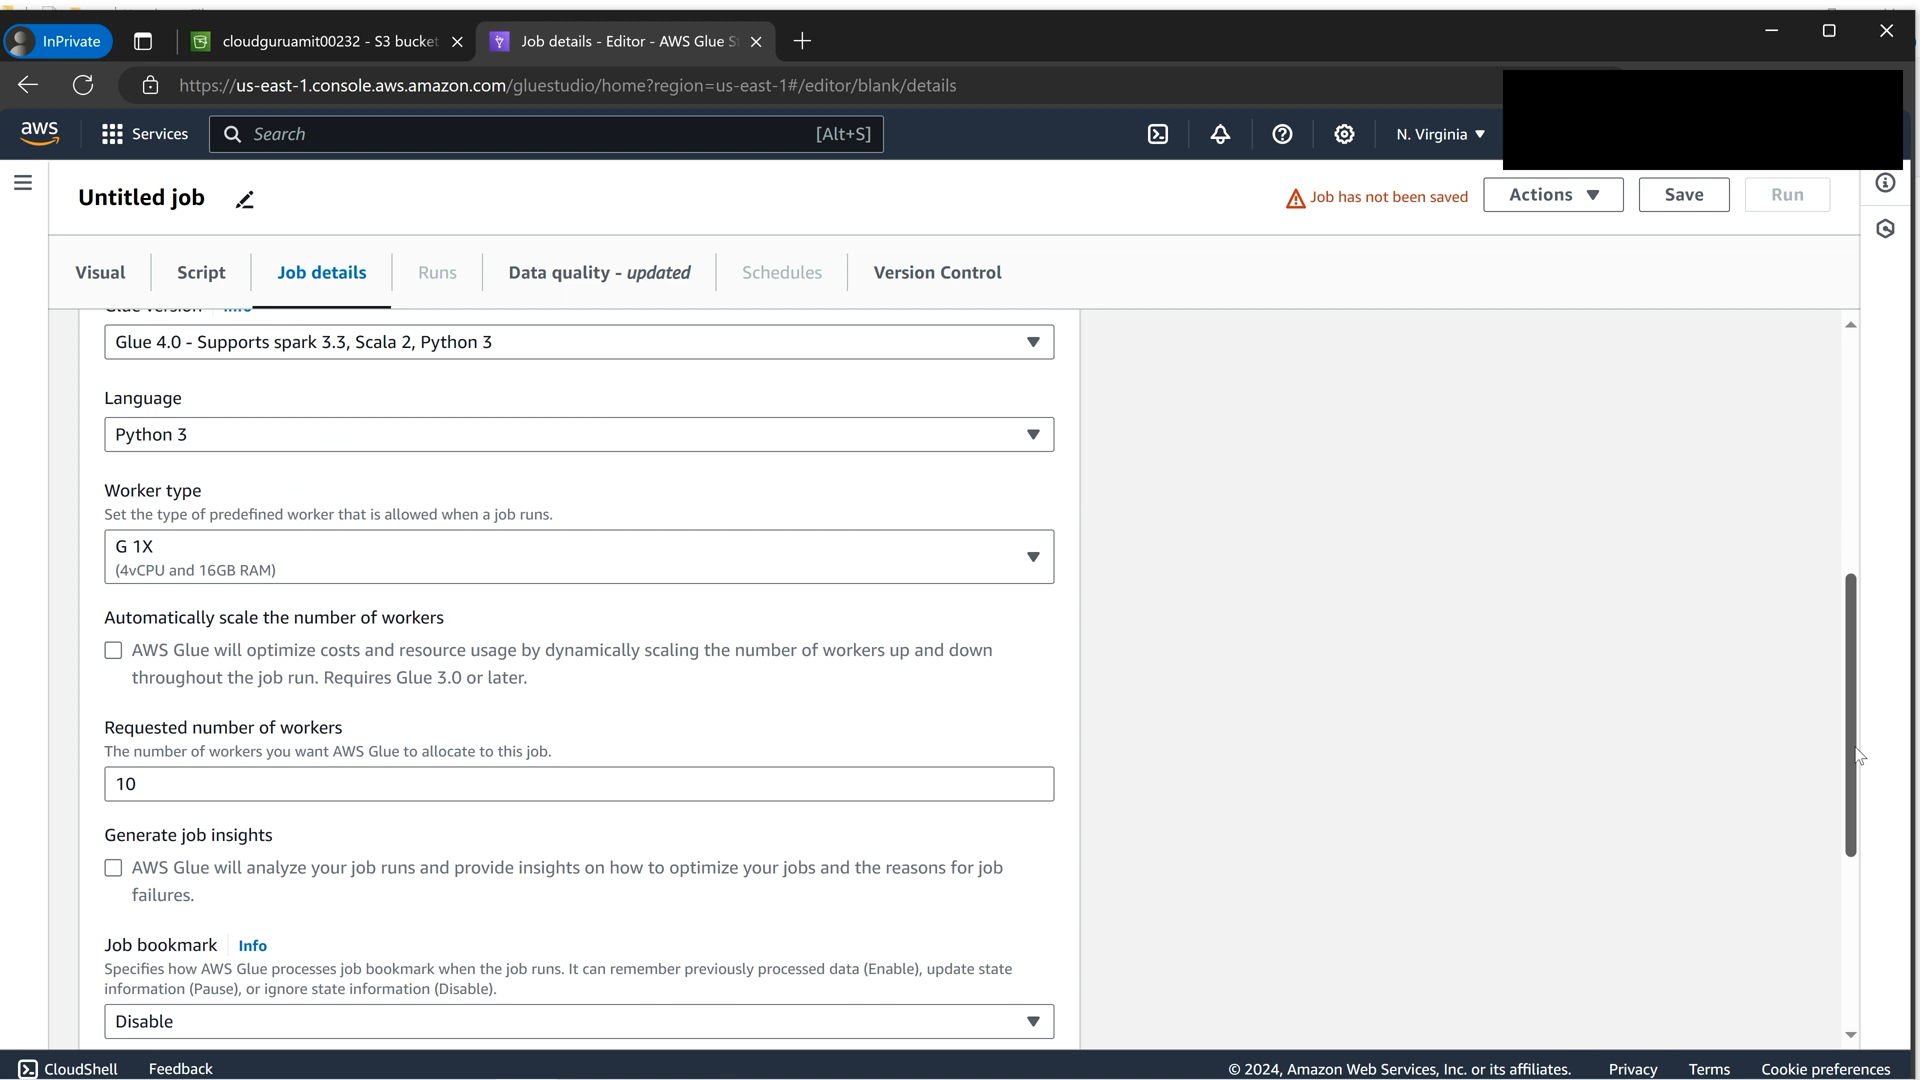 InPrivate
cloudguruamit00232 - S3 bucket
Job details - Editor - AWS Glue S
https://us-east-1.console.aws.amazon.com/gluestudio/home?region=us-east-1#/editor/blank/details
aws
Services
Search
[Alt+S]
N. Virginia
Untitled job
Job has not been saved
Actions
Save
Run
Visual
Script
Job details
Runs
Data quality - updated
Schedules
Version Control
Glue version Info
Glue 4.0 - Supports spark 3.3, Scala 2, Python 3
Language
Python 3
Worker type
Set the type of predefined worker that is allowed when a job runs.
G 1X
(4vCPU and 16GB RAM)
Automatically scale the number of workers
AWS Glue will optimize costs and resource usage by dynamically scaling the number of workers up and down
throughout the job run. Requires Glue 3.0 or later.
Requested number of workers
The number of workers you want AWS Glue to allocate to this job.
10
Generate job insights
AWS Glue will analyze your job runs and provide insights on how to optimize your jobs and the reasons for job
failures.
Job bookmark Info
Specifies how AWS Glue processes job bookmark when the job runs. It can remember previously processed data (Enable), update state
information (Pause), or ignore state information (Disable).
Disable
CloudShell
Feedback
© 2024, Amazon Web Services, Inc. or its affiliates.
Privacy
Terms
Cookie preferences